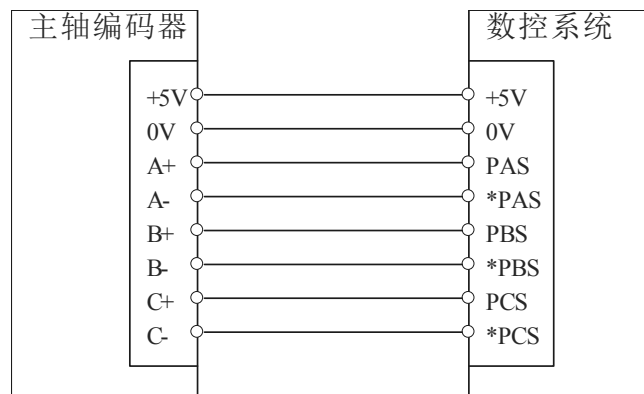 主轴编码器 数控系统
+5V +5V
0V 0V
A+ PAS
A- *PAS
B+ PBS
B- *PBS
C+ PCS
C- *PCS